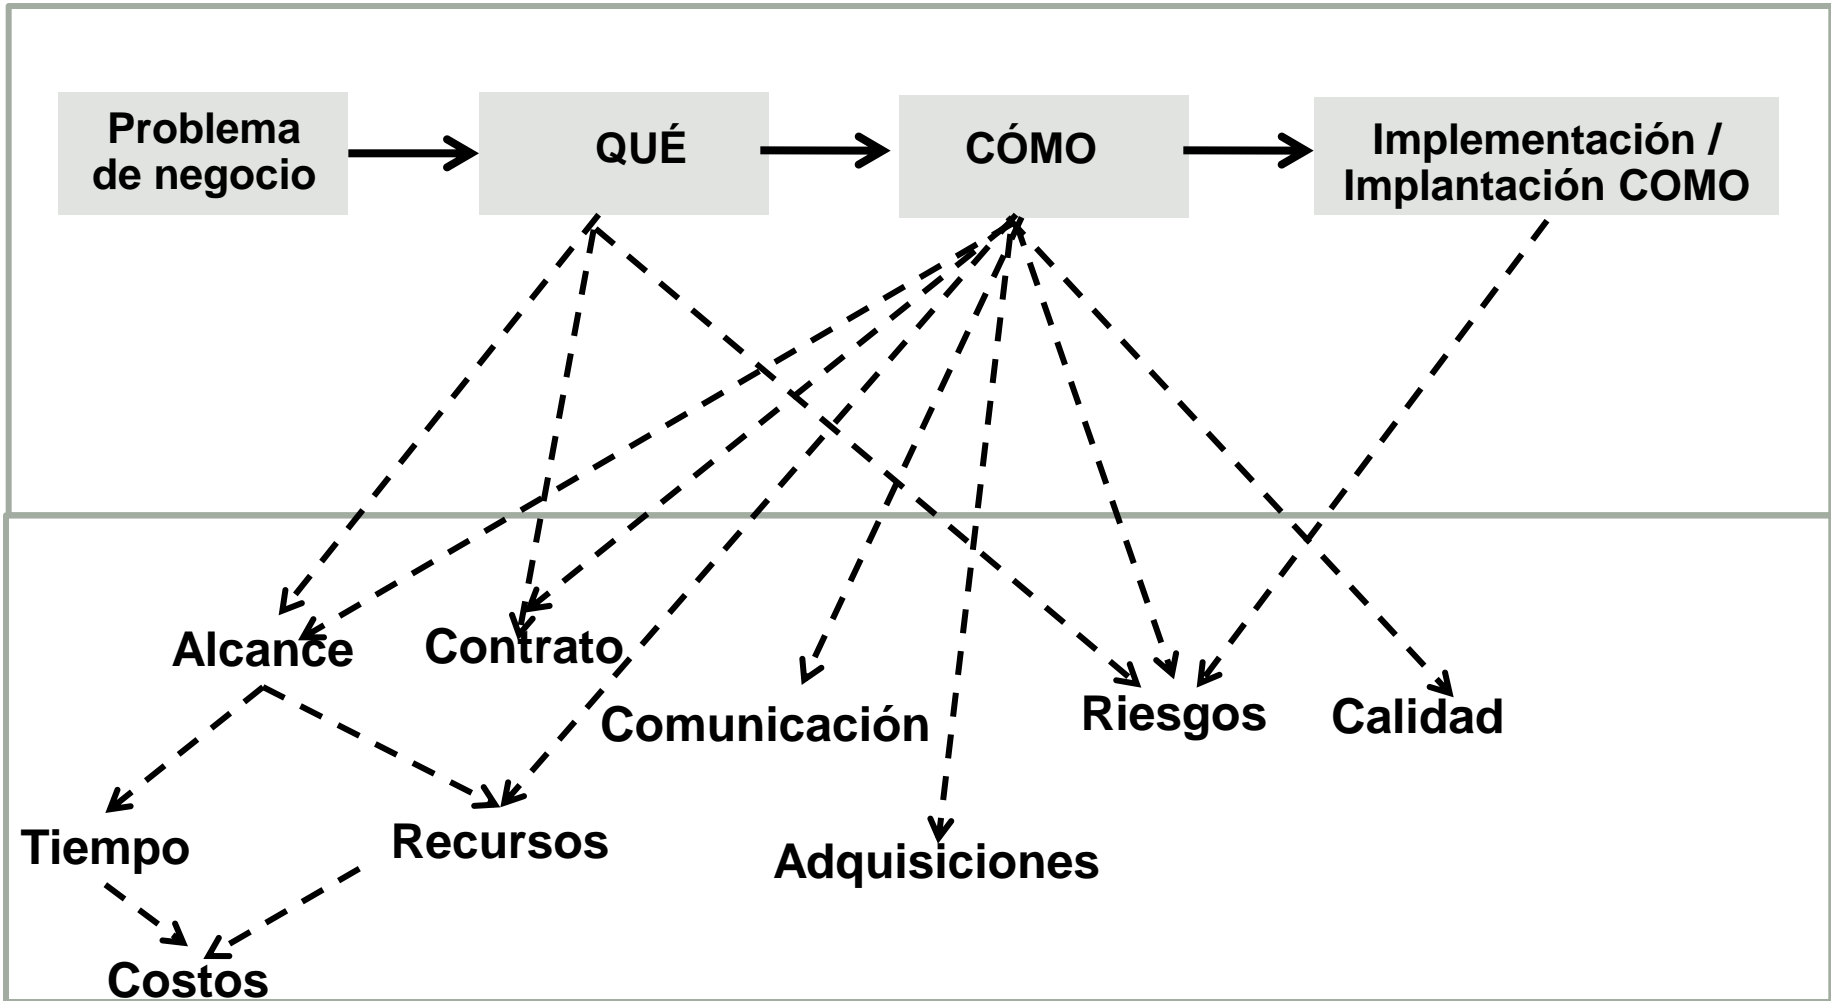 Problema
de negocio
QUÉ
CÓMO
Implementación /
Implantación COMO
Alcance
Contrato
Comunicación
Riesgos
Calidad
Tiempo
Recursos
Adquisiciones
Costos